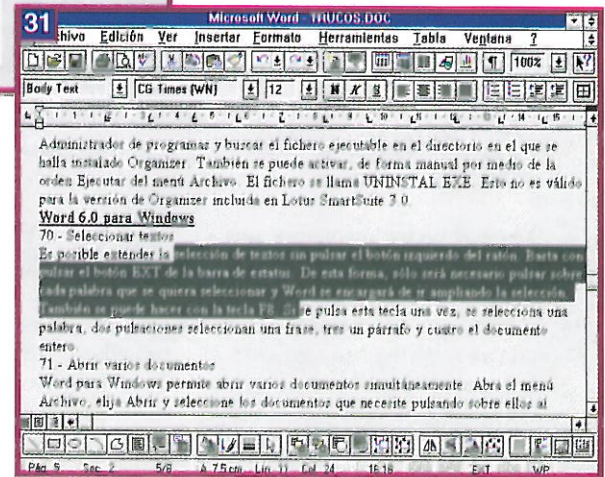 31
Microsoft Word - TRUCOS.DOC
Archivo Edición Ver Insertar Formato Herramientas Tabla Ventana ?
100%
Body Text CG Times (WN) 12 N K S
Administrador de programas y buscar el fichero ejecutable en el directorio en el que se
halla instalado Organizer. También se puede activar, de forma manual por medio de la
orden Ejecutar del menú Archivo. El fichero se llama UNINSTAL.EXE. Esto no es válido
para la versión de Organizer incluida en Lotus SmartSuite 3.0.
Word 6.0 para Windows
70 - Seleccionar textos
Es posible extender la selección de textos sin pulsar el botón izquierdo del ratón. Basta con
pulsar el botón EXT de la barra de estatus. De esta forma, sólo será necesario pulsar sobre
cada palabra que se quiera seleccionar y Word se encargará de ir ampliando la selección.
También se puede hacer con la tecla F8. Si se pulsa esta tecla una vez, se selecciona una
palabra, dos pulsaciones seleccionan una frase, tres un párrafo y cuatro el documento
entero.
71 - Abrir varios documentos
Word para Windows permite abrir varios documentos simultáneamente. Abra el menú
Archivo, elija Abrir y seleccione los documentos que necesite pulsando sobre ellos al
Pág. 5 Sec. 2 5/6 A 7.5 cm Lín. 11 Col. 24 16:16 EXT WP